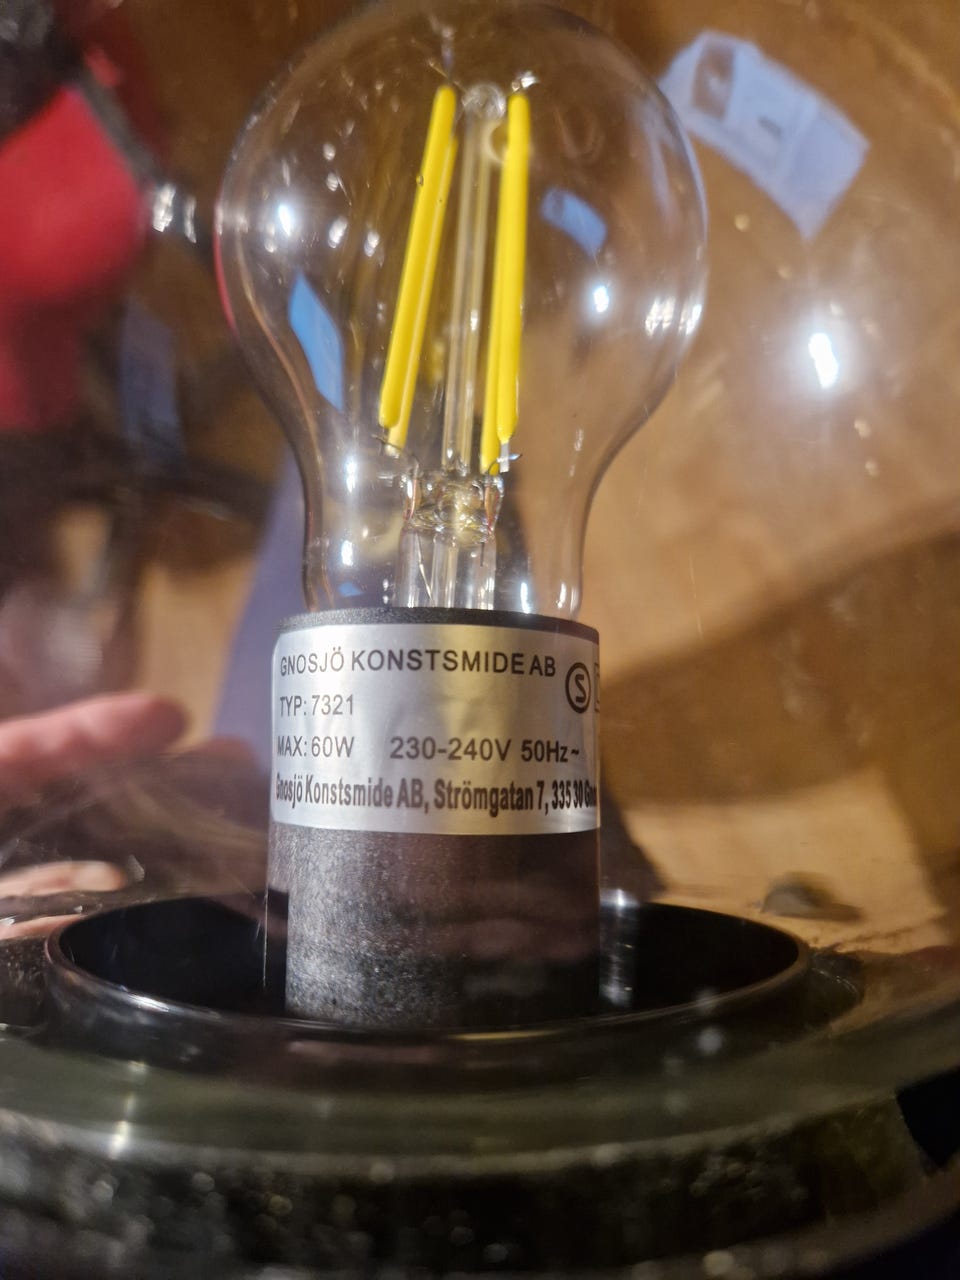 GNOSJÖ KONSTSMIDE AB
S
TYP: 7321
MAX: 60W 230-240V 50Hz ~
Gnosjö Konstsmide AB, Strömgatan 7, 335 30